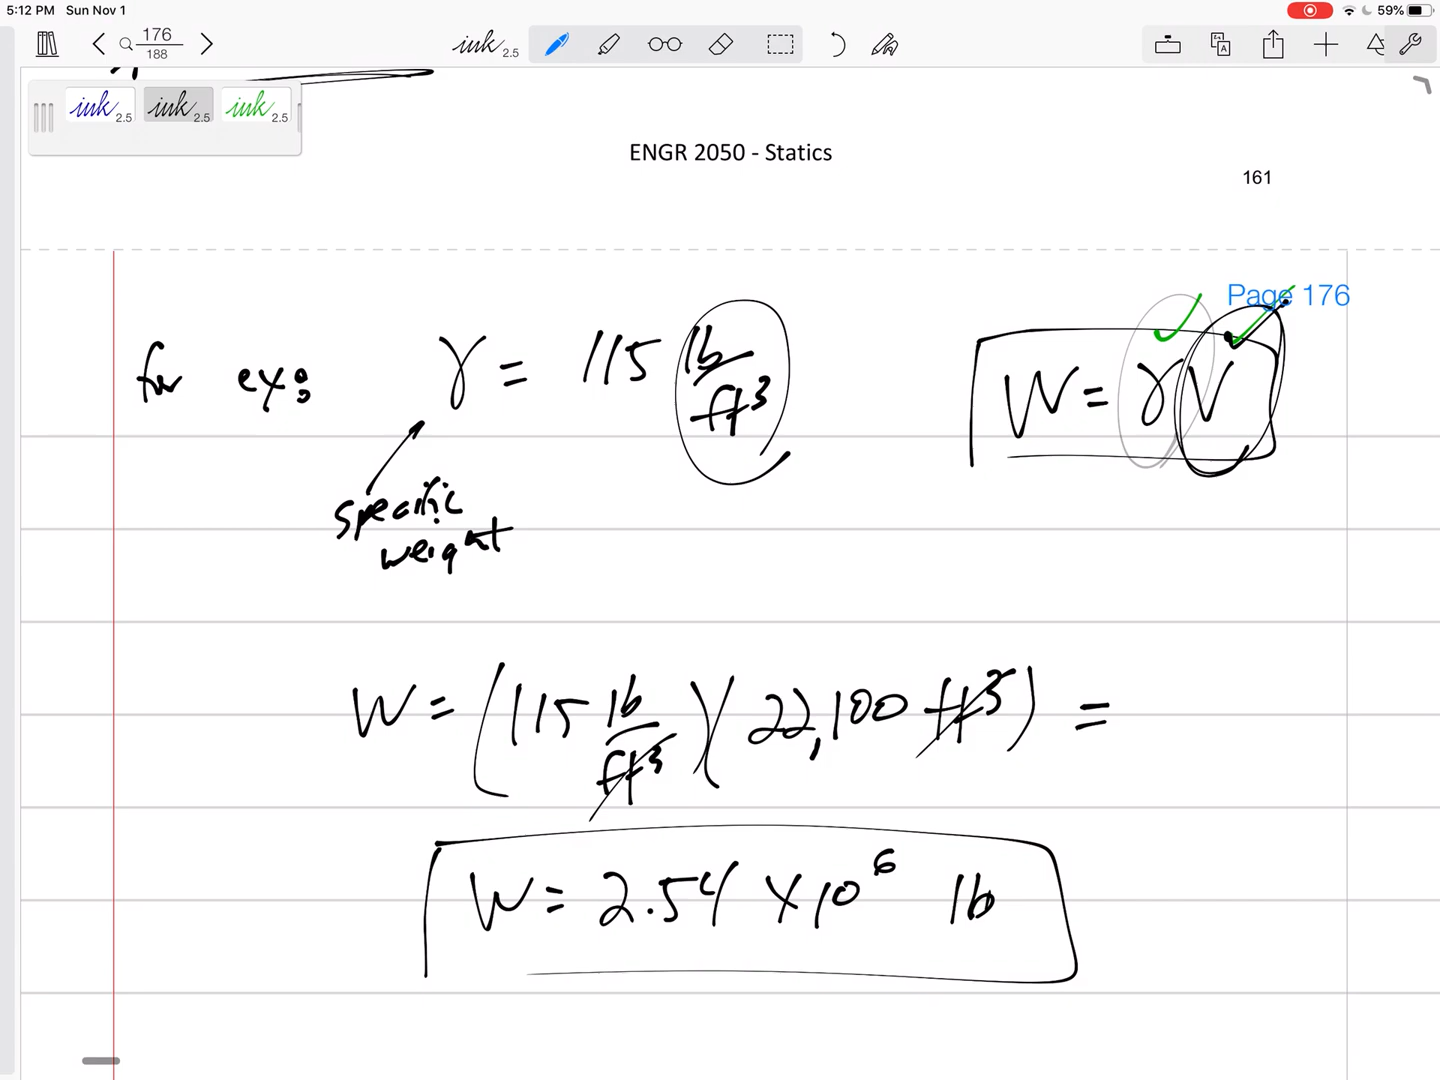 5:12 PM Sun Nov 1
59%
176
188
ink 2.5
ink 2.5 ink 2.5 ink 2.5
ENGR 2050 - Statics
161
Page 176
for ex: γ = 115 lb/ft³
W = γ V
specific
weight
W = (115 lb/ft³)(22,100 ft³) =
W = 2.54 x 10⁶ lb